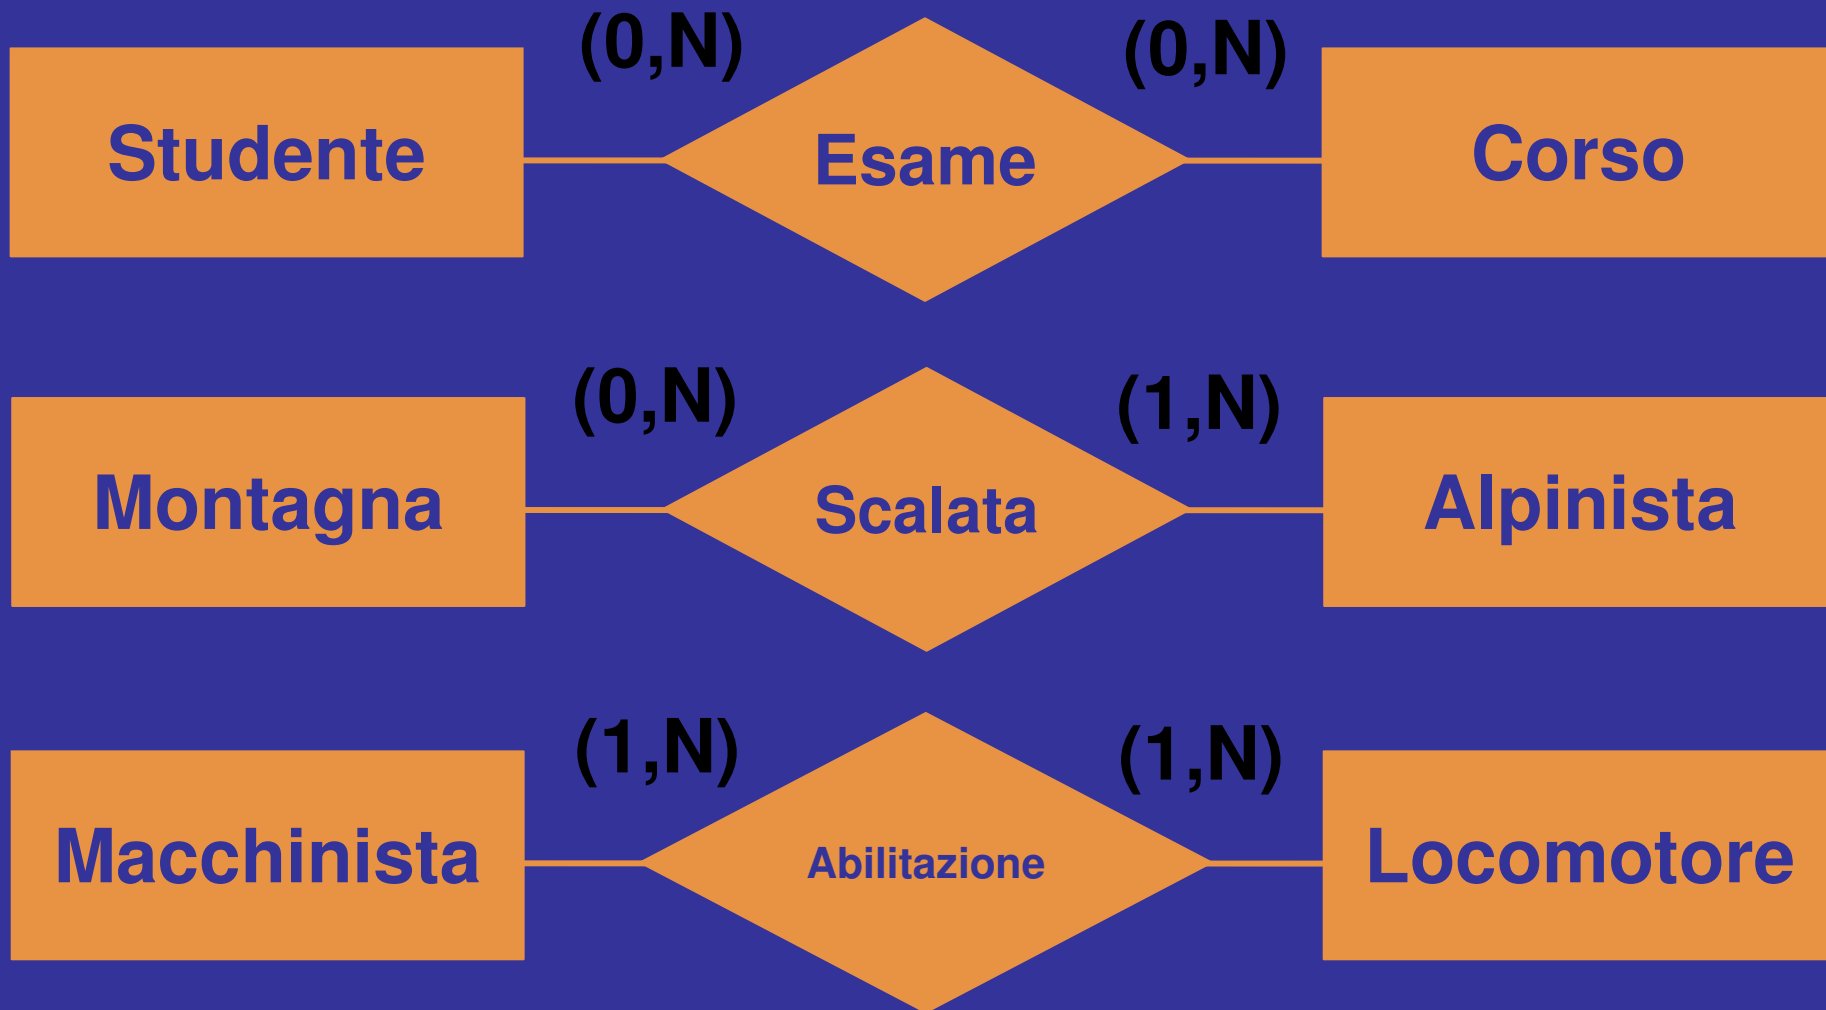 (0,N) (0,N)
Studente Esame Corso
(0,N) (1,N)
Montagna Scalata Alpinista
(1,N) (1,N)
Macchinista Abilitazione Locomotore